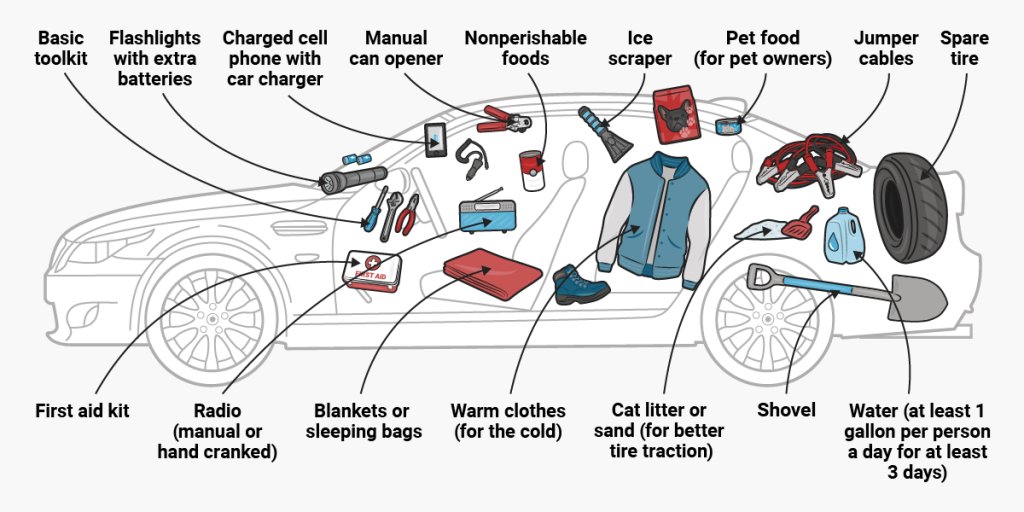 Basic
toolkit
Flashlights
with extra
batteries
Charged cell
phone with
car charger
Manual
can opener
Nonperishable
foods
Ice
scraper
Pet food
(for pet owners)
Jumper
cables
Spare
tire
FIRST AID
First aid kit
Radio
(manual or
hand cranked)
Blankets or
sleeping bags
Warm clothes
(for the cold)
Cat litter or
sand (for better
tire traction)
Shovel
Water (at least 1
gallon per person
a day for at least
3 days)